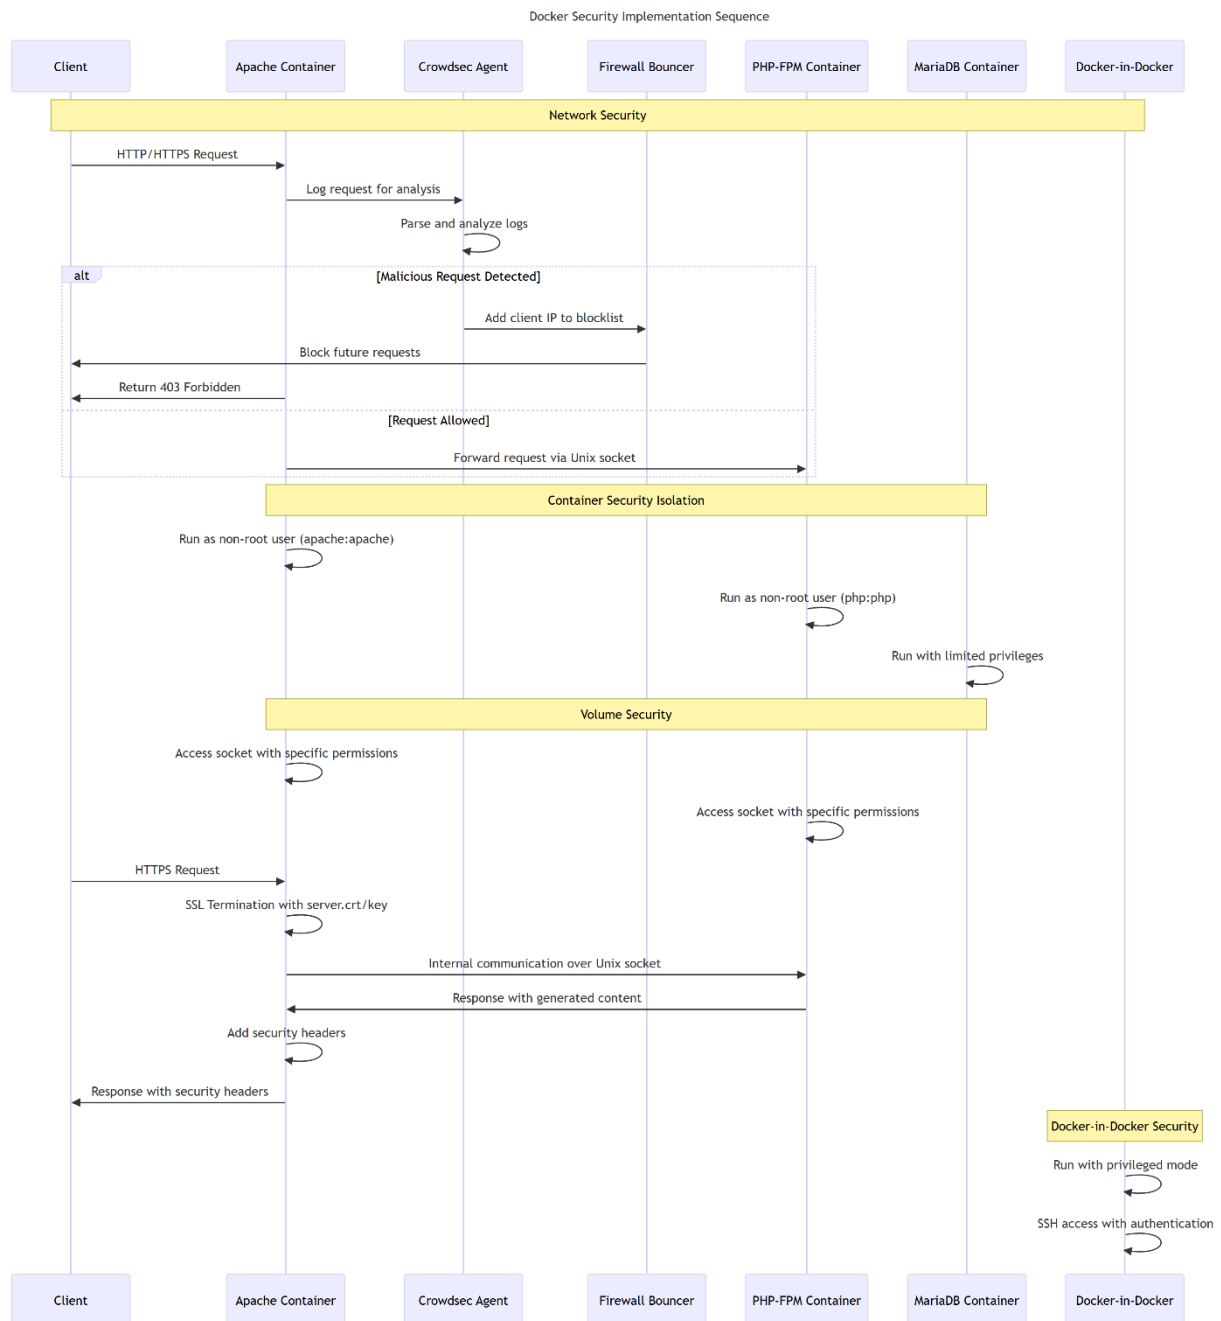 Docker Security Implementation Sequence
Client
Apache Container
Crowdsec Agent
Firewall Bouncer
PHP-FPM Container
MariaDB Container
Docker-in-Docker
Network Security
HTTP/HTTPS Request
Log request for analysis
Parse and analyze logs
alt
[Malicious Request Detected]
Add client IP to blocklist
Block future requests
Return 403 Forbidden
[Request Allowed]
Forward request via Unix socket
Container Security Isolation
Run as non-root user (apache:apache)
Run as non-root user (php:php)
Run with limited privileges
Volume Security
Access socket with specific permissions
Access socket with specific permissions
HTTPS Request
SSL Termination with server.crt/key
Internal communication over Unix socket
Response with generated content
Add security headers
Response with security headers
Docker-in-Docker Security
Run with privileged mode
SSH access with authentication
Client
Apache Container
Crowdsec Agent
Firewall Bouncer
PHP-FPM Container
MariaDB Container
Docker-in-Docker